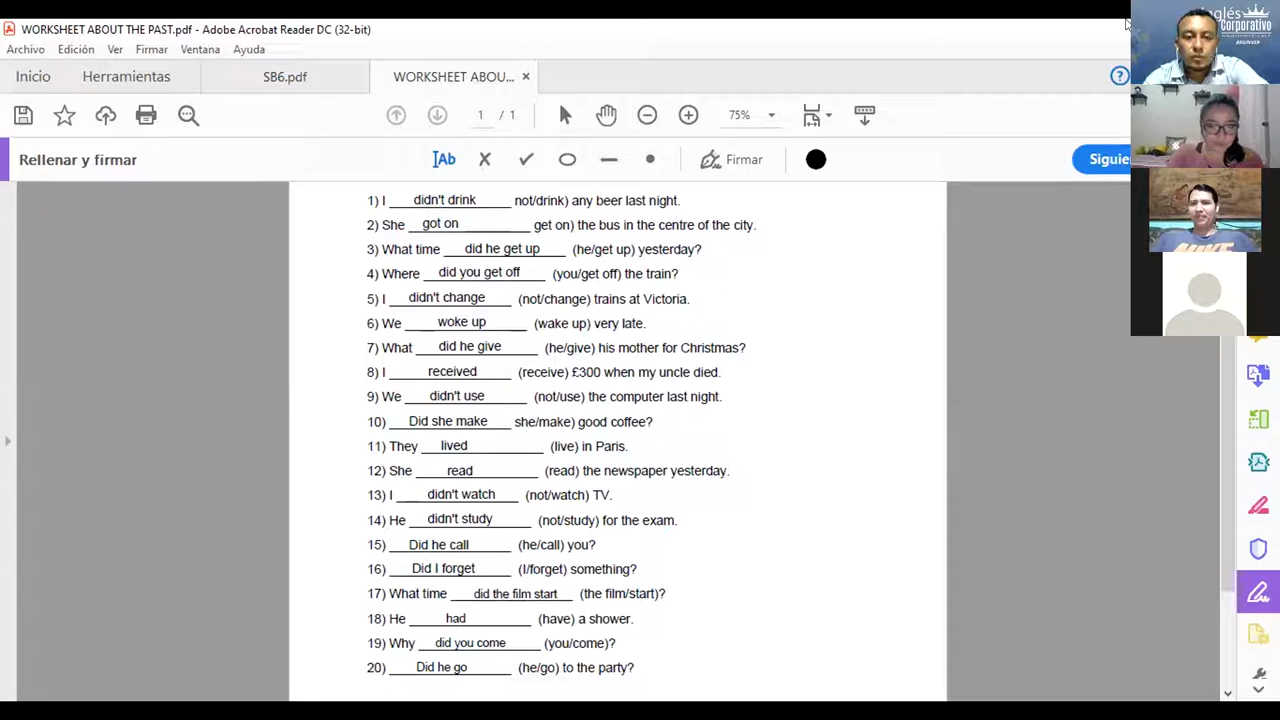 WORKSHEET ABOUT THE PAST.pdf - Adobe Acrobat Reader DC (32-bit)
Archivo Edición Ver Firmar Ventana Ayuda
Inicio Herramientas SB6.pdf WORKSHEET ABOU... ×
1 / 1 75%
Rellenar y firmar IAb Firmar Siguie
Inglés
Corporativo
BEGINNER
NIKE
1) I didn't drink not/drink) any beer last night.
2) She got on get on) the bus in the centre of the city.
3) What time did he get up (he/get up) yesterday?
4) Where did you get off (you/get off) the train?
5) I didn't change (not/change) trains at Victoria.
6) We woke up (wake up) very late.
7) What did he give (he/give) his mother for Christmas?
8) I received (receive) £300 when my uncle died.
9) We didn't use (not/use) the computer last night.
10) Did she make she/make) good coffee?
11) They lived (live) in Paris.
12) She read (read) the newspaper yesterday.
13) I didn't watch (not/watch) TV.
14) He didn't study (not/study) for the exam.
15) Did he call (he/call) you?
16) Did I forget (I/forget) something?
17) What time did the film start (the film/start)?
18) He had (have) a shower.
19) Why did you come (you/come)?
20) Did he go (he/go) to the party?